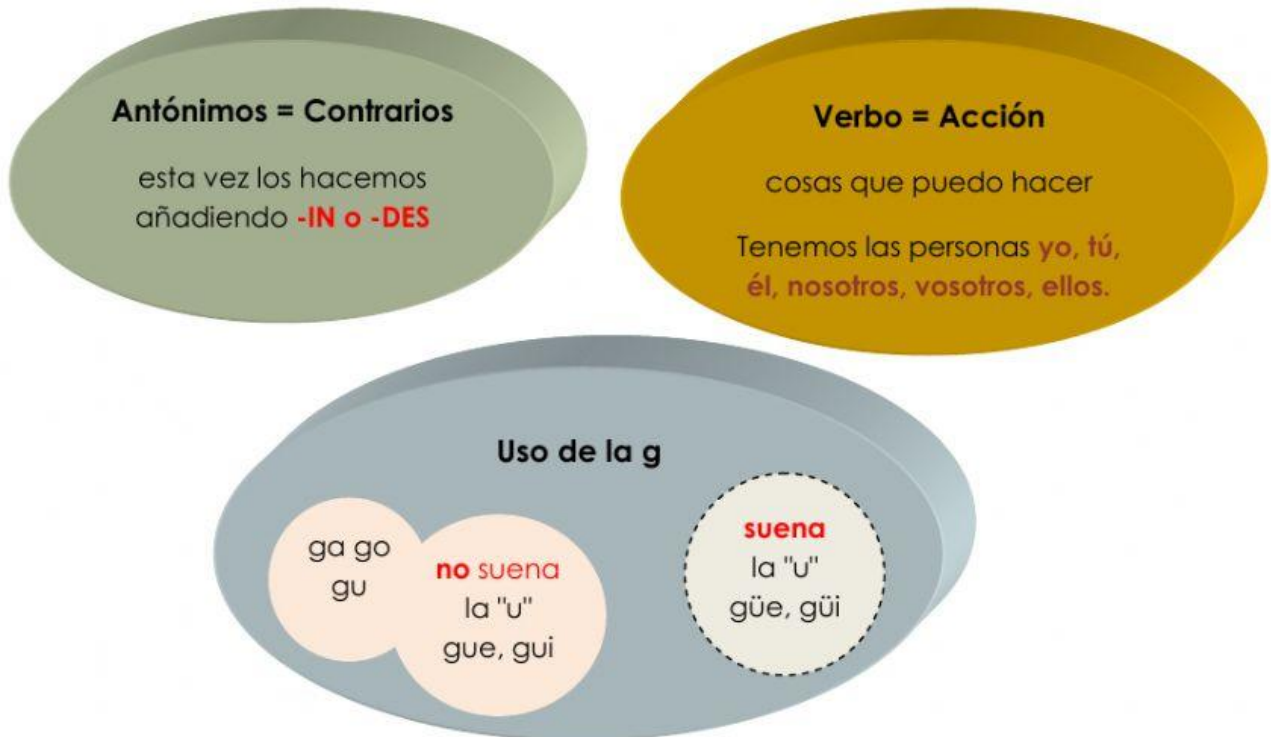 Antónimos = Contrarios
esta vez los hacemos
añadiendo -IN o -DES
Verbo = Acción
cosas que puedo hacer
Tenemos las personas yo, tú,
él, nosotros, vosotros, ellos.
Uso de la g
ga go
gu
no suena
la "u"
gue, gui
suena
la "u"
güe, güi